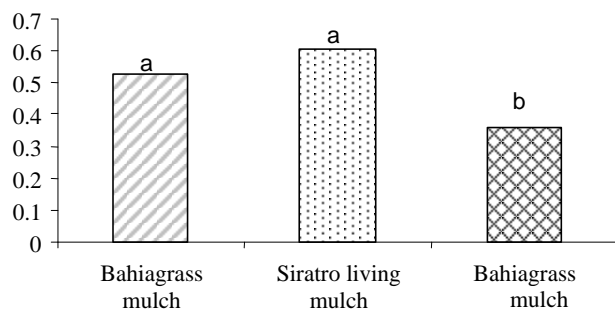 0.7
0.6
0.5
0.4
0.3
0.2
0.1
0
a
a
b
Bahiagrass
mulch
Siratro living
mulch
Bahiagrass
mulch